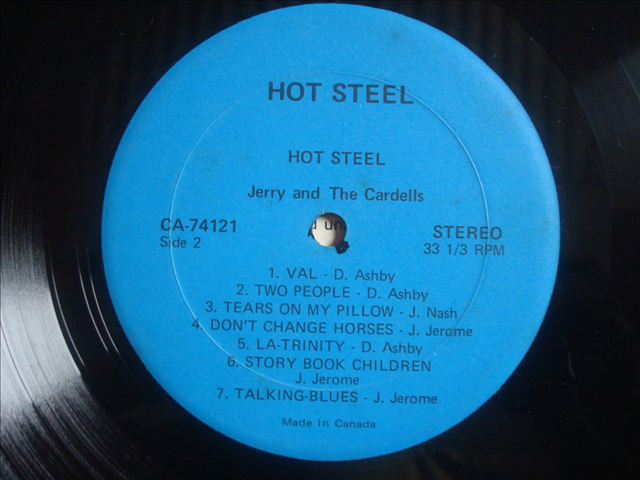 HOT STEEL
HOT STEEL
Jerry and The Cardells
CA-74121
Side 2
STEREO
33 1/3 RPM
1. VAL - D. Ashby
2. TWO PEOPLE - D. Ashby
3. TEARS ON MY PILLOW - J. Nash
4. DON'T CHANGE HORSES - J. Jerome
5. LA-TRINITY - D. Ashby
6. STORY BOOK CHILDREN
J. Jerome
7. TALKING-BLUES - J. Jerome
Made In Canada